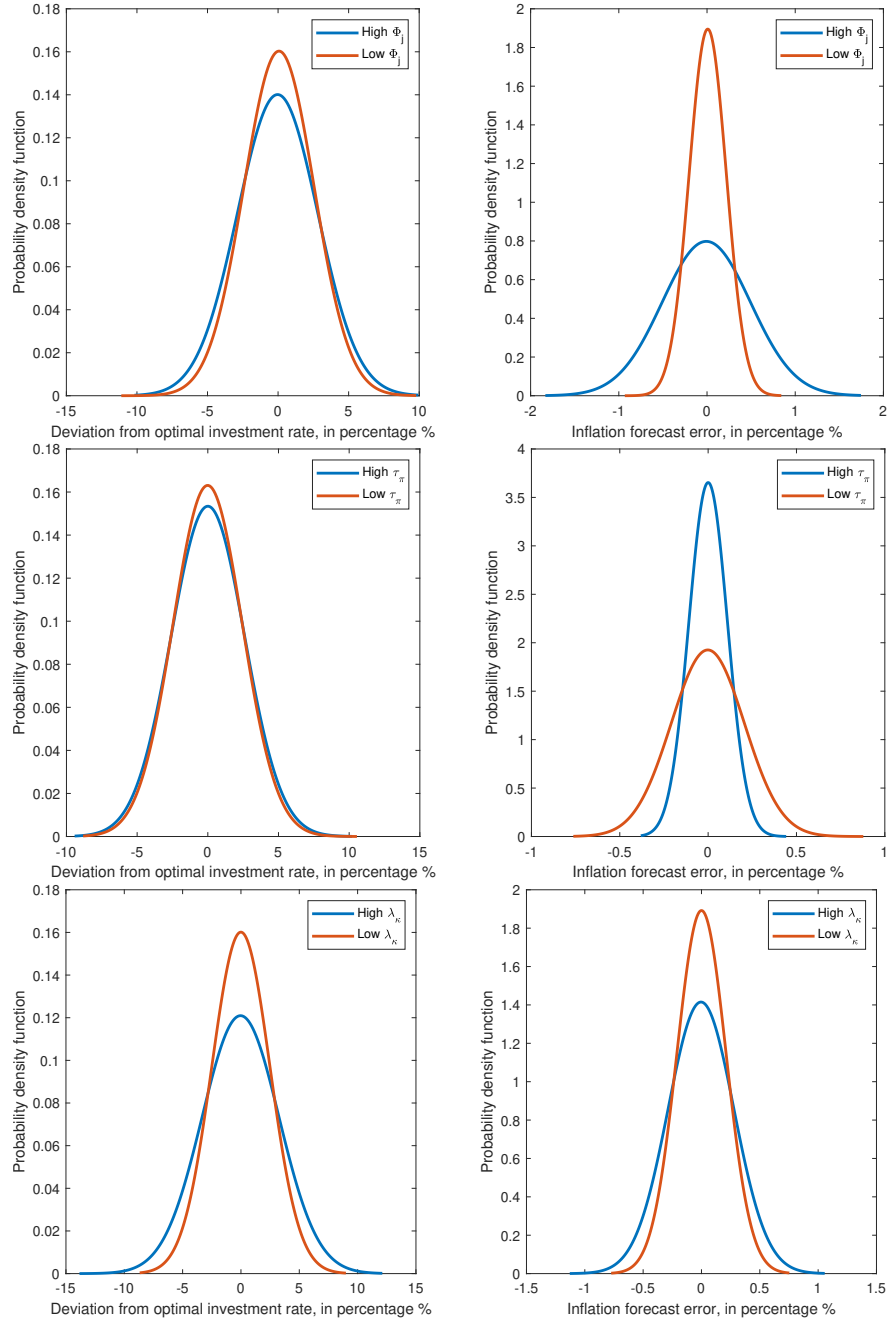 0.18
0.16
0.14
0.12
0.1
0.08
0.06
0.04
0.02
0
Probability density function
High Φj
Low Φj
-15 -10 -5 0 5 10
Deviation from optimal investment rate, in percentage %
2
1.8
1.6
1.4
1.2
1
0.8
0.6
0.4
0.2
0
Probability density function
High Φj
Low Φj
-2 -1 0 1 2
Inflation forecast error, in percentage %
0.18
0.16
0.14
0.12
0.1
0.08
0.06
0.04
0.02
0
Probability density function
High τπ
Low τπ
-10 -5 0 5 10 15
Deviation from optimal investment rate, in percentage %
4
3.5
3
2.5
2
1.5
1
0.5
0
Probability density function
High τπ
Low τπ
-1 -0.5 0 0.5 1
Inflation forecast error, in percentage %
0.18
0.16
0.14
0.12
0.1
0.08
0.06
0.04
0.02
0
Probability density function
High λκ
Low λκ
-15 -10 -5 0 5 10 15
Deviation from optimal investment rate, in percentage %
2
1.8
1.6
1.4
1.2
1
0.8
0.6
0.4
0.2
0
Probability density function
High λκ
Low λκ
-1.5 -1 -0.5 0 0.5 1 1.5
Inflation forecast error, in percentage %